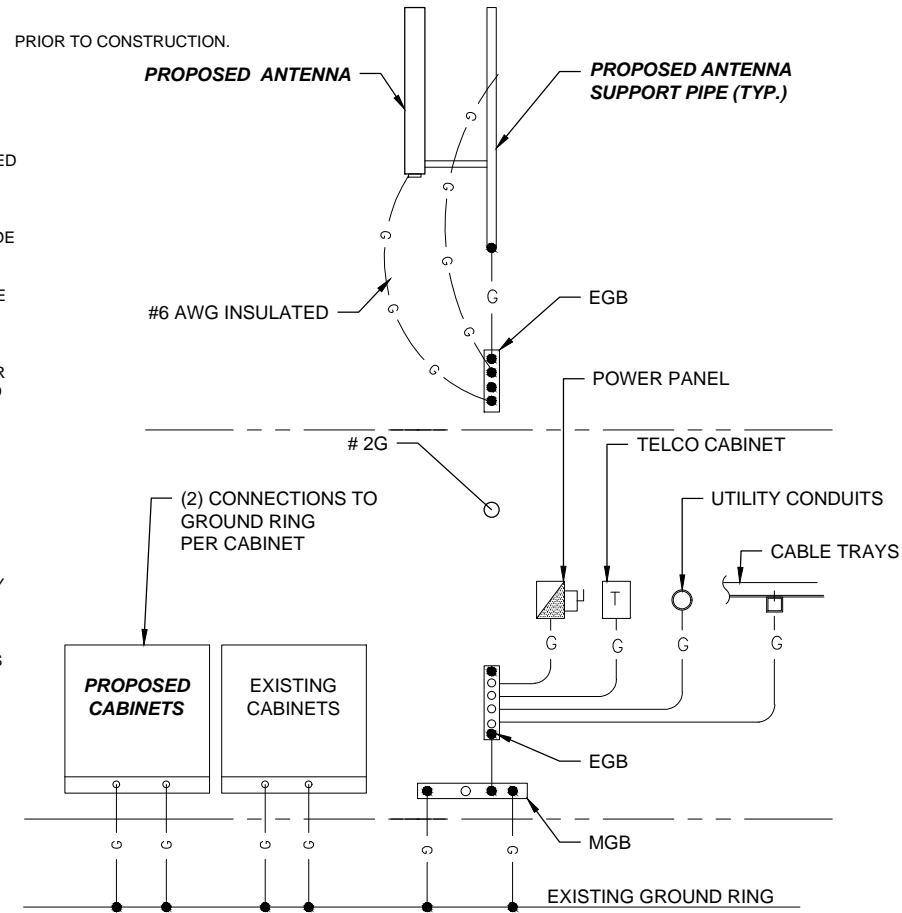 PRIOR TO CONSTRUCTION.
PROPOSED ANTENNA
PROPOSED ANTENNA
SUPPORT PIPE (TYP.)
ED
DE
E
R
D
Y
S
G
G
G
G
G
G
G
G
G
#6 AWG INSULATED
EGB
POWER PANEL
# 2G
TELCO CABINET
(2) CONNECTIONS TO
GROUND RING
PER CABINET
UTILITY CONDUITS
CABLE TRAYS
T
G
G
G
G
PROPOSED
CABINETS
EXISTING
CABINETS
EGB
MGB
G
G
G
G
G
G
EXISTING GROUND RING